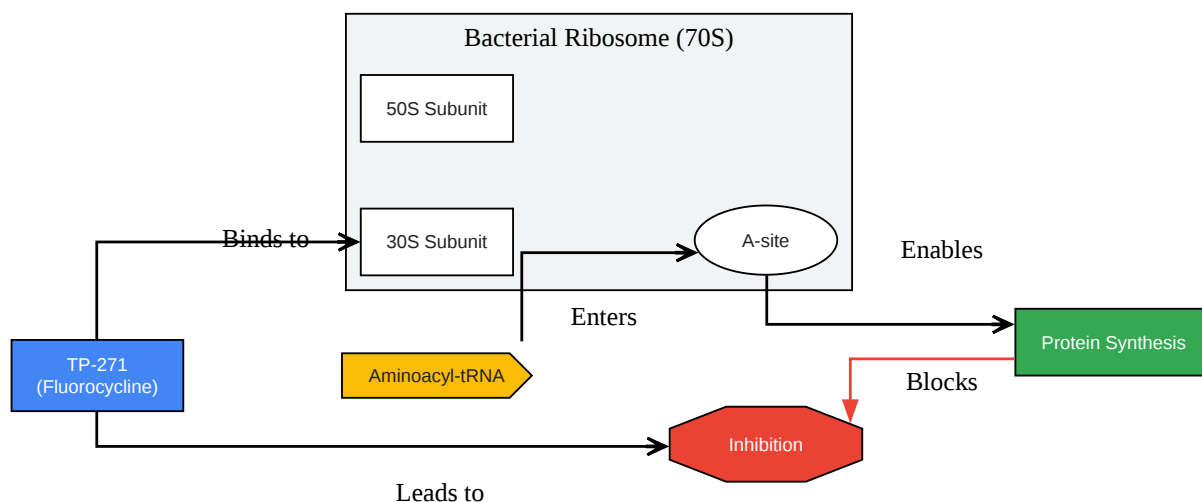 Bacterial Ribosome (70S)
50S Subunit
Binds to
30S Subunit
A-site
Enables
Enters
Protein Synthesis
TP-271
(Fluorocycline)
Aminoacyl-tRNA
Blocks
Inhibition
Leads to